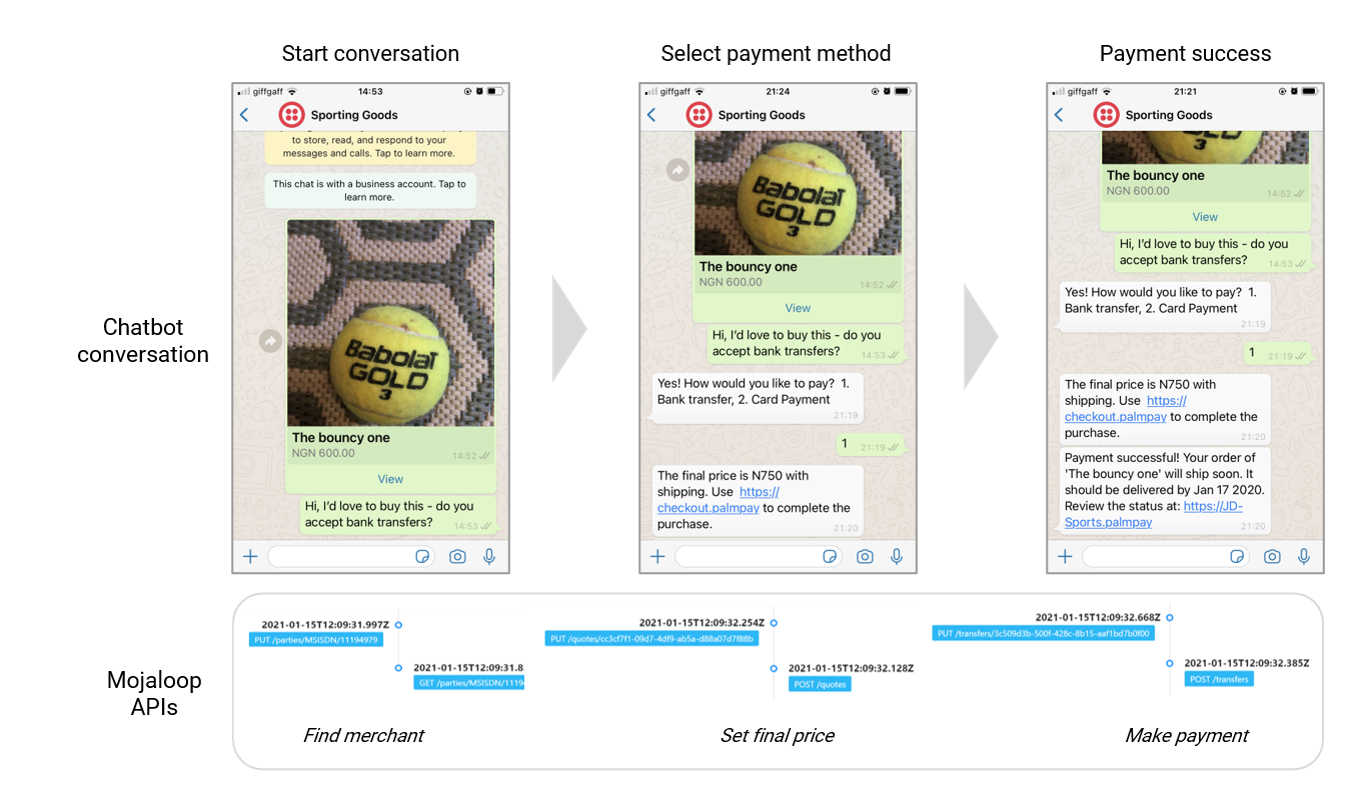 Start conversation
Select payment method
Payment success
Chatbot
conversation
giffgaff
14:53
Sporting Goods
to store, read, and respond to your
messages and calls. Tap to learn more.
This chat is with a business account. Tap to
learn more.
Babolat
GOLD
3
The bouncy one
NGN 600.00
14:52
View
Hi, I'd love to buy this - do you
accept bank transfers?
14:53
giffgaff
21:24
Sporting Goods
Babolat
GOLD
3
The bouncy one
NGN 600.00
14:52
View
Hi, I'd love to buy this - do you
accept bank transfers?
14:53
Yes! How would you like to pay? 1.
Bank transfer, 2. Card Payment
21:19
1
21:19
The final price is N750 with
shipping. Use https://
checkout.palmpay to complete the
purchase.
21:20
giffgaff
21:21
Sporting Goods
3
The bouncy one
NGN 600.00
14:52
View
Hi, I'd love to buy this - do you
accept bank transfers?
14:53
Yes! How would you like to pay? 1.
Bank transfer, 2. Card Payment
21:19
1
21:19
The final price is N750 with
shipping. Use https://
checkout.palmpay to complete the
purchase.
21:20
Payment successful! Your order of
'The bouncy one' will ship soon. It
should be delivered by Jan 17 2020.
Review the status at: https://JD-
Sports.palmpay
21:20
Mojaloop
APIs
2021-01-15T12:09:31.997Z
PUT /parties/MSISDN/11194979
2021-01-15T12:09:31.8
GET /parties/MSISDN/1119
Find merchant
2021-01-15T12:09:32.254Z
PUT /quotes/cc3cf7f1-09d7-4df9-ab5a-d88a07d7f88b
2021-01-15T12:09:32.128Z
POST /quotes
Set final price
2021-01-15T12:09:32.668Z
PUT /transfers/3c509d3b-500f-428c-8b15-aaf1bd7b0f00
2021-01-15T12:09:32.385Z
POST /transfers
Make payment